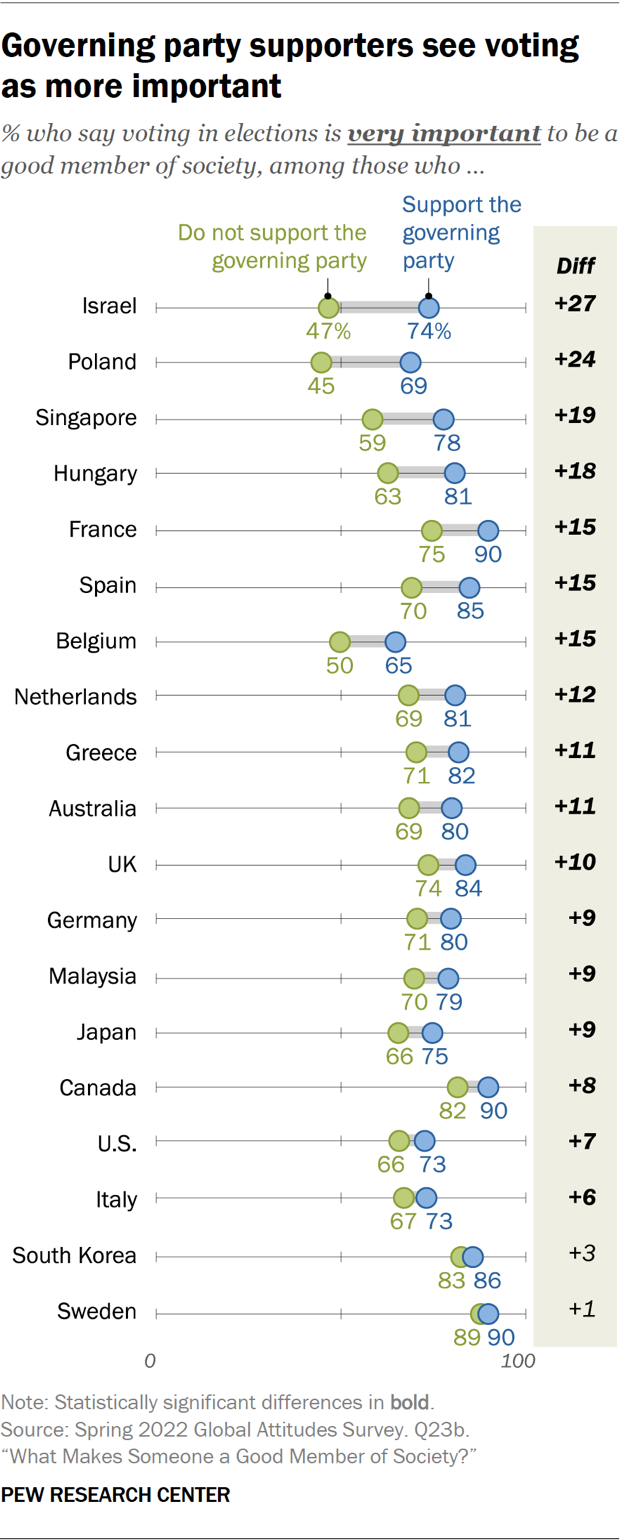 Governing party supporters see voting
as more important
% who say voting in elections is very important to be a
good member of society, among those who ...
Do not support the
governing party
Support the
governing
party
Diff
Israel 47% 74% +27
Poland 45 69 +24
Singapore 59 78 +19
Hungary 63 81 +18
France 75 90 +15
Spain 70 85 +15
Belgium 50 65 +15
Netherlands 69 81 +12
Greece 71 82 +11
Australia 69 80 +11
UK 74 84 +10
Germany 71 80 +9
Malaysia 70 79 +9
Japan 66 75 +9
Canada 82 90 +8
U.S. 66 73 +7
Italy 67 73 +6
South Korea 83 86 +3
Sweden 89 90 +1
0 100
Note: Statistically significant differences in bold.
Source: Spring 2022 Global Attitudes Survey. Q23b.
“What Makes Someone a Good Member of Society?”
PEW RESEARCH CENTER